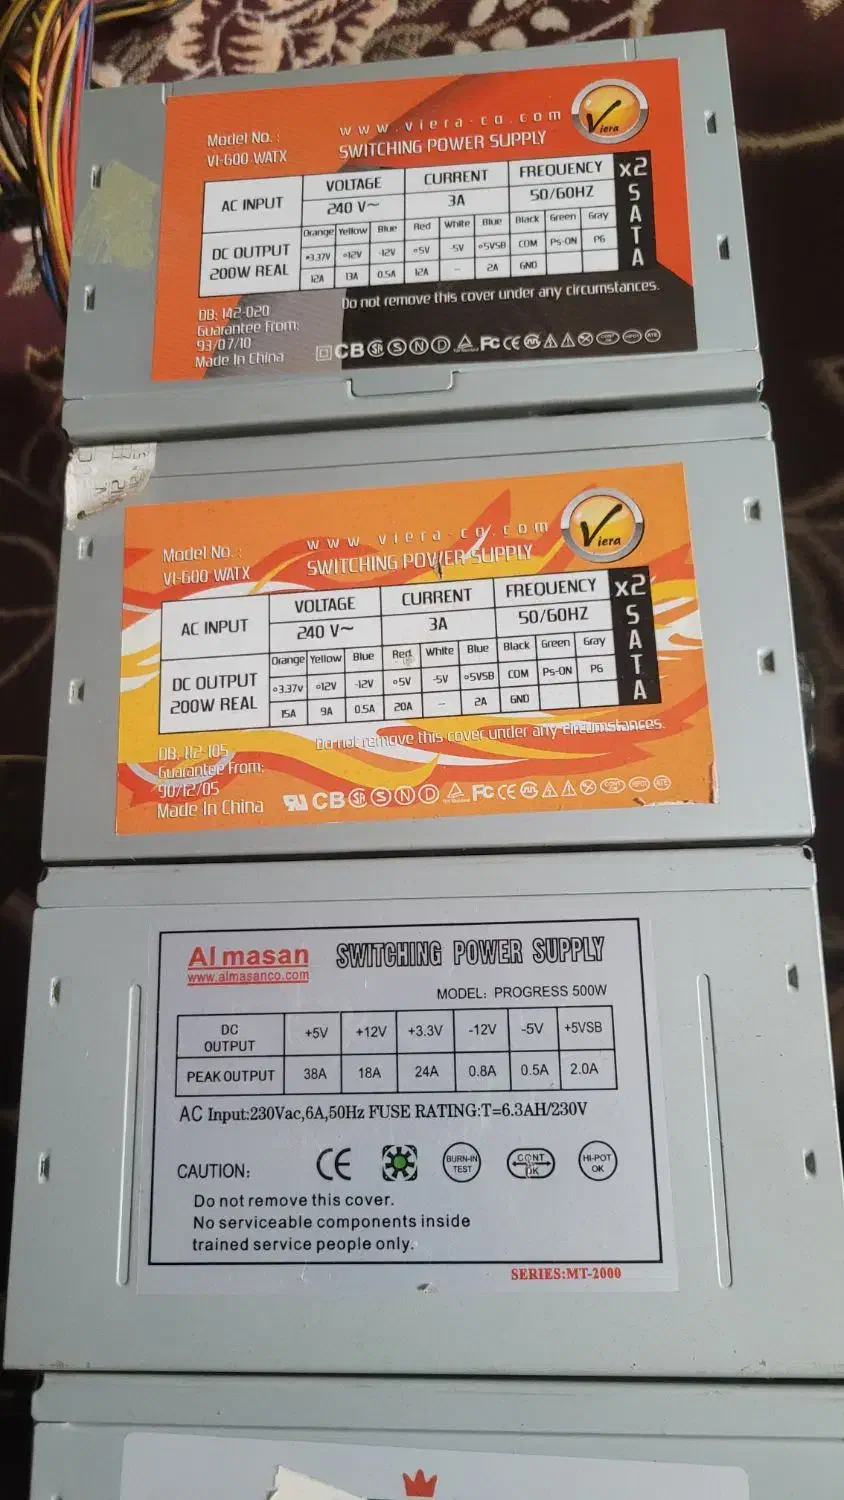 Model No. :
VI-600 WATX
www.viera-co.com
SWITCHING POWER SUPPLY
Viera
AC INPUT VOLTAGE CURRENT FREQUENCY
240 V~ 3A 50/60HZ
DC OUTPUT
200W REAL
Orange Yellow Blue Red White Blue Black Green Gray
+3.37V +12V -12V +5V -5V +5VSB COM Ps-ON PG
12A 13A 0.5A 12A -- 2A GND
x2
SATA
Do not remove this cover under any circumstances.
DB: 142-020
Guarantee From:
93/07/10
Made In China
CB S N D FC CE
Model No. :
VI-600 WATX
www.viera-co.com
SWITCHING POWER SUPPLY
Viera
AC INPUT VOLTAGE CURRENT FREQUENCY
240 V~ 3A 50/60HZ
DC OUTPUT
200W REAL
Orange Yellow Blue Red White Blue Black Green Gray
+3.37V +12V -12V +5V -5V +5VSB COM Ps-ON PG
15A 9A 0.5A 20A -- 2A GND
x2
SATA
Do not remove this cover under any circumstances.
DB: 112-105
Guarantee From:
90/12/05
Made In China
CB S N D FC CE
Al masan
www.almasanco.com
SWITCHING POWER SUPPLY
MODEL: PROGRESS 500W
DC OUTPUT +5V +12V +3.3V -12V -5V +5VSB
PEAK OUTPUT 38A 18A 24A 0.8A 0.5A 2.0A
AC Input:230Vac,6A,50Hz FUSE RATING:T=6.3AH/230V
CAUTION: CE
BURN-IN TEST
CONT OK
HI-POT OK
Do not remove this cover.
No serviceable components inside
trained service people only.
SERIES:MT-2000